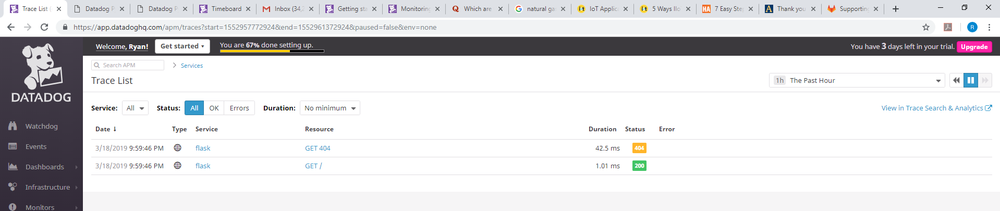 Trace List (
Datadog P
Datadog P
Timeboard
Inbox (34,2
Getting sta
Monitoring
Which are
natural ga
IoT Applica
5 Ways IIo
7 Easy Step
Thank you
Supporting
https://app.datadoghq.com/apm/traces?start=1552957772924&end=1552961372924&paused=false&env=none
R
Welcome, Ryan!
Get started
You are 67% done setting up.
You have 3 days left in your trial.
Upgrade
DATADOG
Watchdog
Events
Dashboards
Infrastructure
Monitors
Search APM
> Services
Trace List
1h The Past Hour
Service: All
Status: All OK Errors
Duration: No minimum
View in Trace Search & Analytics
Date ↓ Type Service Resource Duration Status Error
3/18/2019 9:59:46 PM flask GET 404 42.5 ms 404
3/18/2019 9:59:46 PM flask GET / 1.01 ms 200